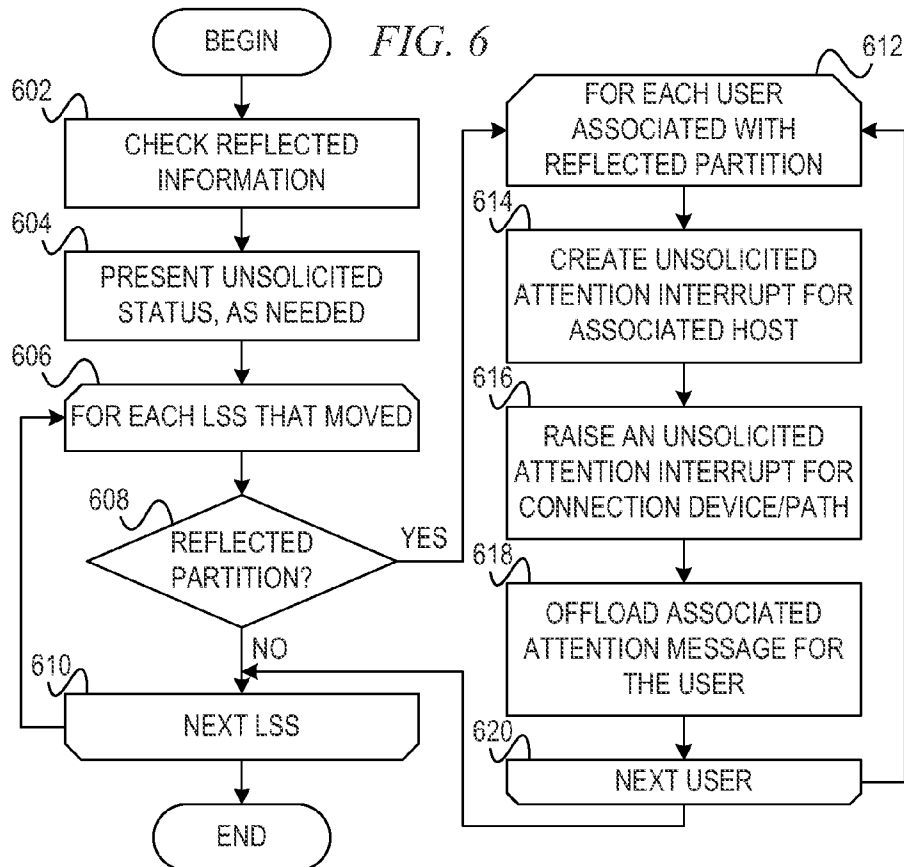 BEGIN
FIG. 6
602
CHECK REFLECTED
INFORMATION
604
PRESENT UNSOLICITED
STATUS, AS NEEDED
606
FOR EACH LSS THAT MOVED
608
REFLECTED
PARTITION?
YES
NO
610
NEXT LSS
END
612
FOR EACH USER
ASSOCIATED WITH
REFLECTED PARTITION
614
CREATE UNSOLICITED
ATTENTION INTERRUPT FOR
ASSOCIATED HOST
616
RAISE AN UNSOLICITED
ATTENTION INTERRUPT FOR
CONNECTION DEVICE/PATH
618
OFFLOAD ASSOCIATED
ATTENTION MESSAGE FOR
THE USER
620
NEXT USER